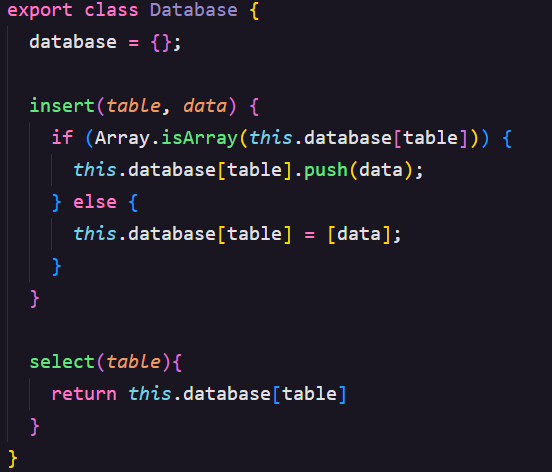 export class Database {
  database = {};

  insert(table, data) {
    if (Array.isArray(this.database[table])) {
      this.database[table].push(data);
    } else {
      this.database[table] = [data];
    }
  }

  select(table){
    return this.database[table]
  }
}